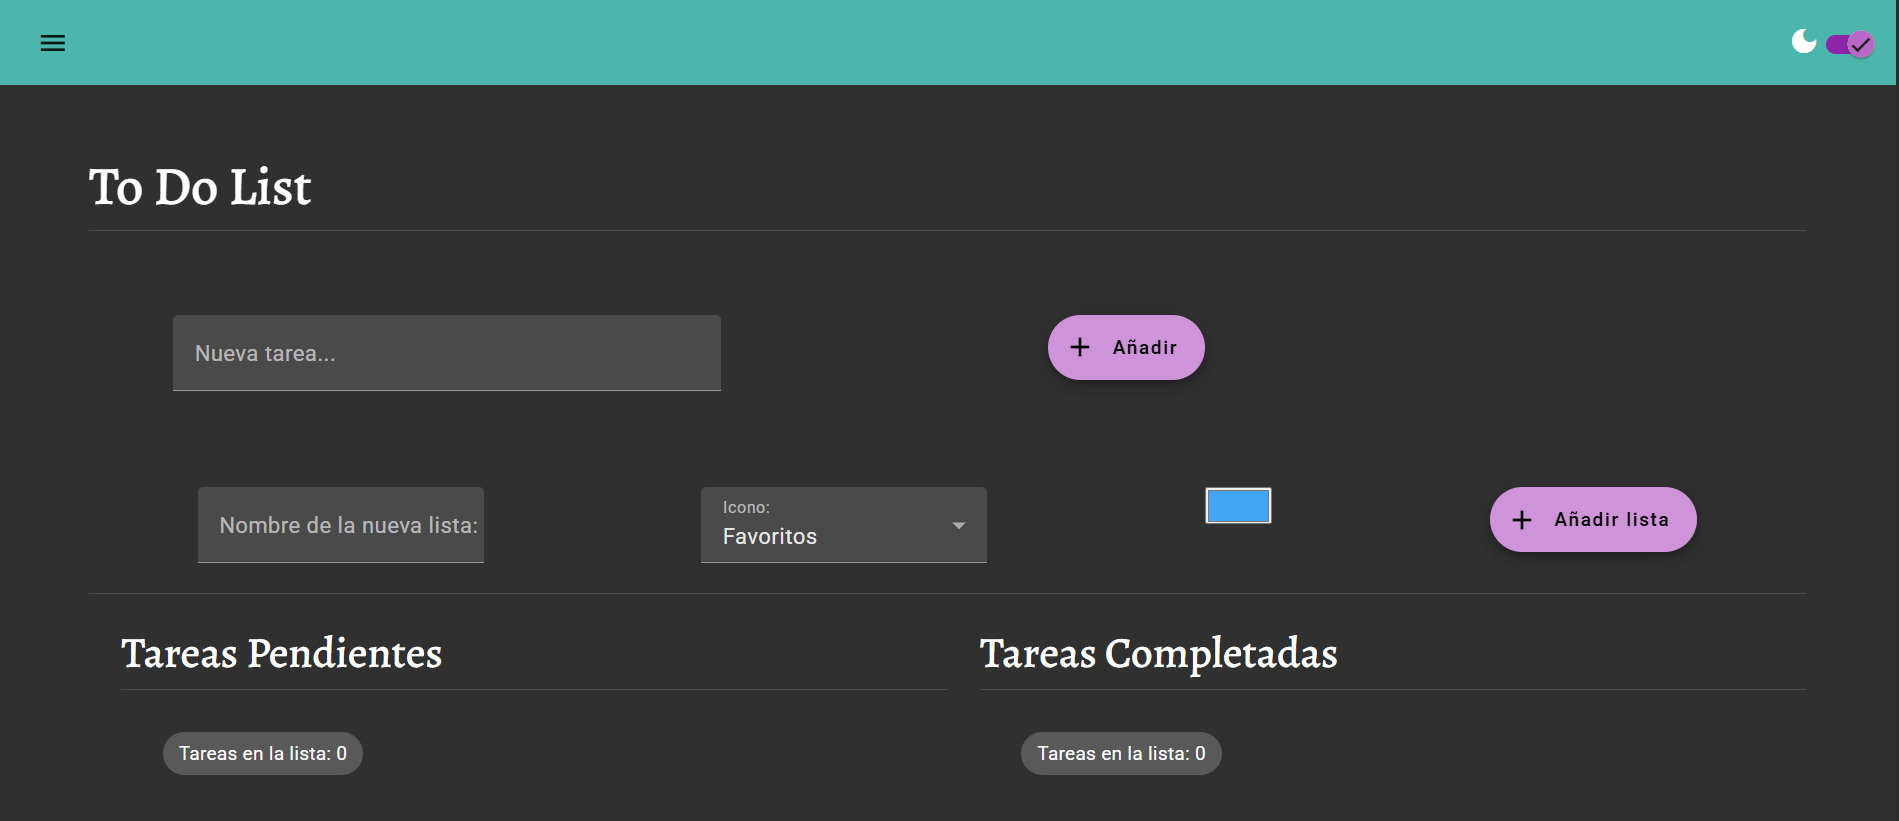 To Do List
Nueva tarea...
Añadir
Nombre de la nueva lista:
Icono:
Favoritos
Añadir lista
Tareas Pendientes
Tareas Completadas
Tareas en la lista: 0
Tareas en la lista: 0